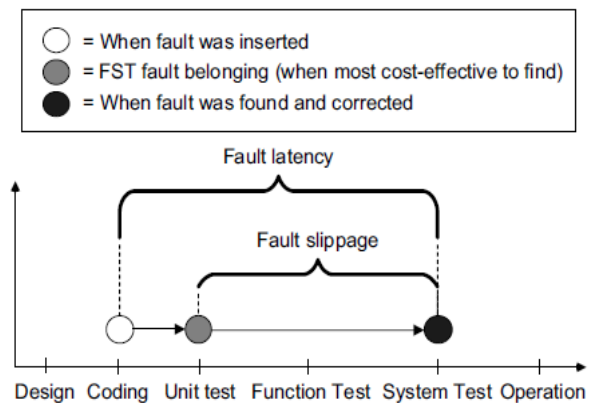 = When fault was inserted
= FST fault belonging (when most cost-effective to find)
= When fault was found and corrected
Fault latency
Fault slippage
Design Coding Unit test Function Test System Test Operation